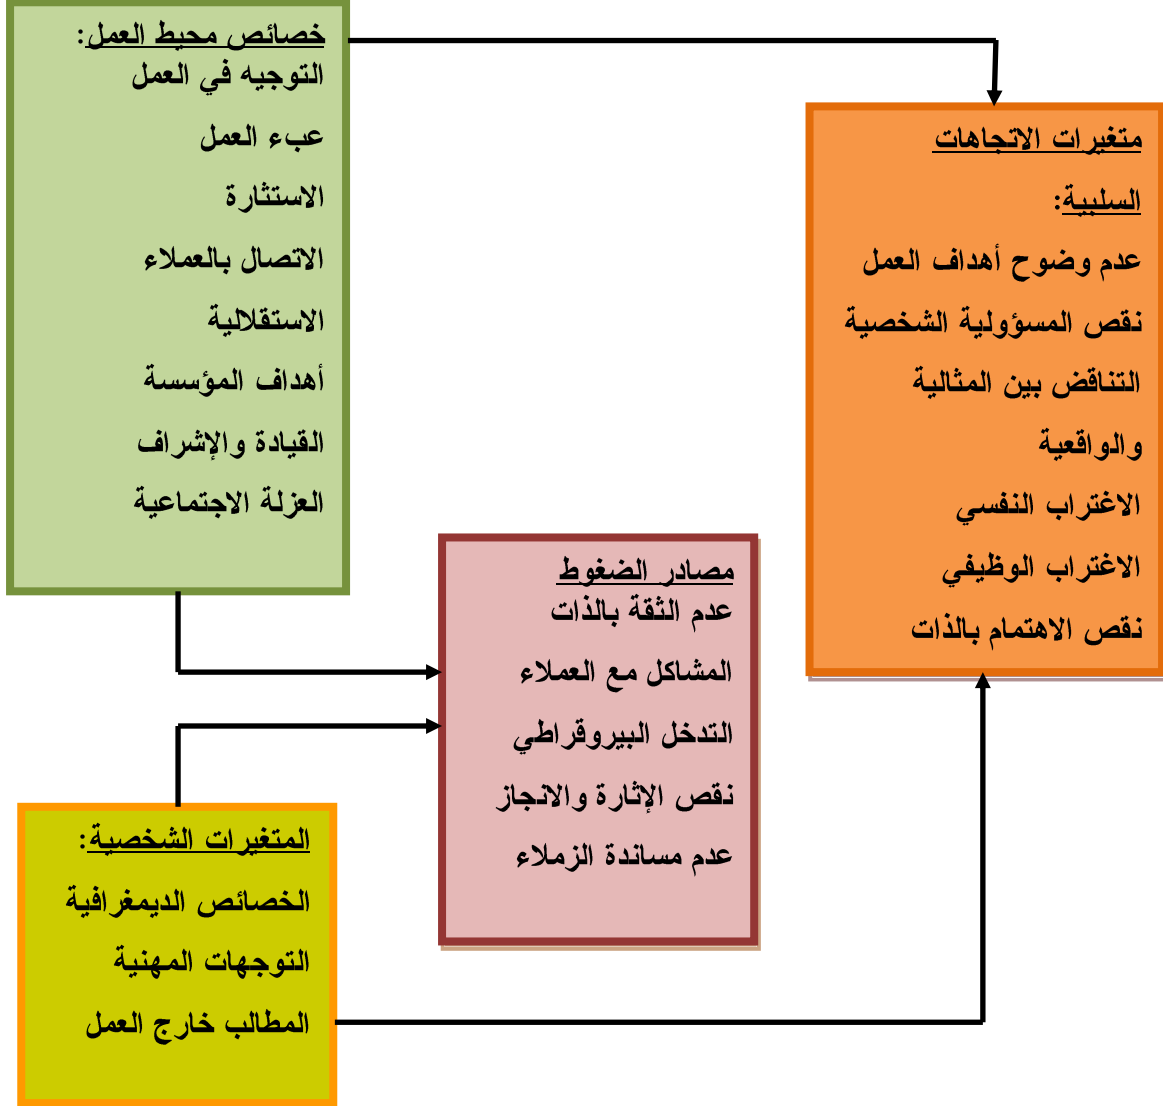 خصائص محيط العمل:
التوجيه في العمل
عبء العمل
الاستثارة
الاتصال بالعملاء
الاستقلالية
أهداف المؤسسة
القيادة والإشراف
العزلة الاجتماعية
متغيرات الاتجاهات
السلبية:
عدم وضوح أهداف العمل
نقص المسؤولية الشخصية
التناقض بين المثالية
والواقعية
الاغتراب النفسي
الاغتراب الوظيفي
نقص الاهتمام بالذات
مصادر الضغوط
عدم الثقة بالذات
المشاكل مع العملاء
التدخل البيروقراطي
نقص الإثارة والانجاز
عدم مساندة الزملاء
المتغيرات الشخصية:
الخصائص الديمغرافية
التوجهات المهنية
المطالب خارج العمل